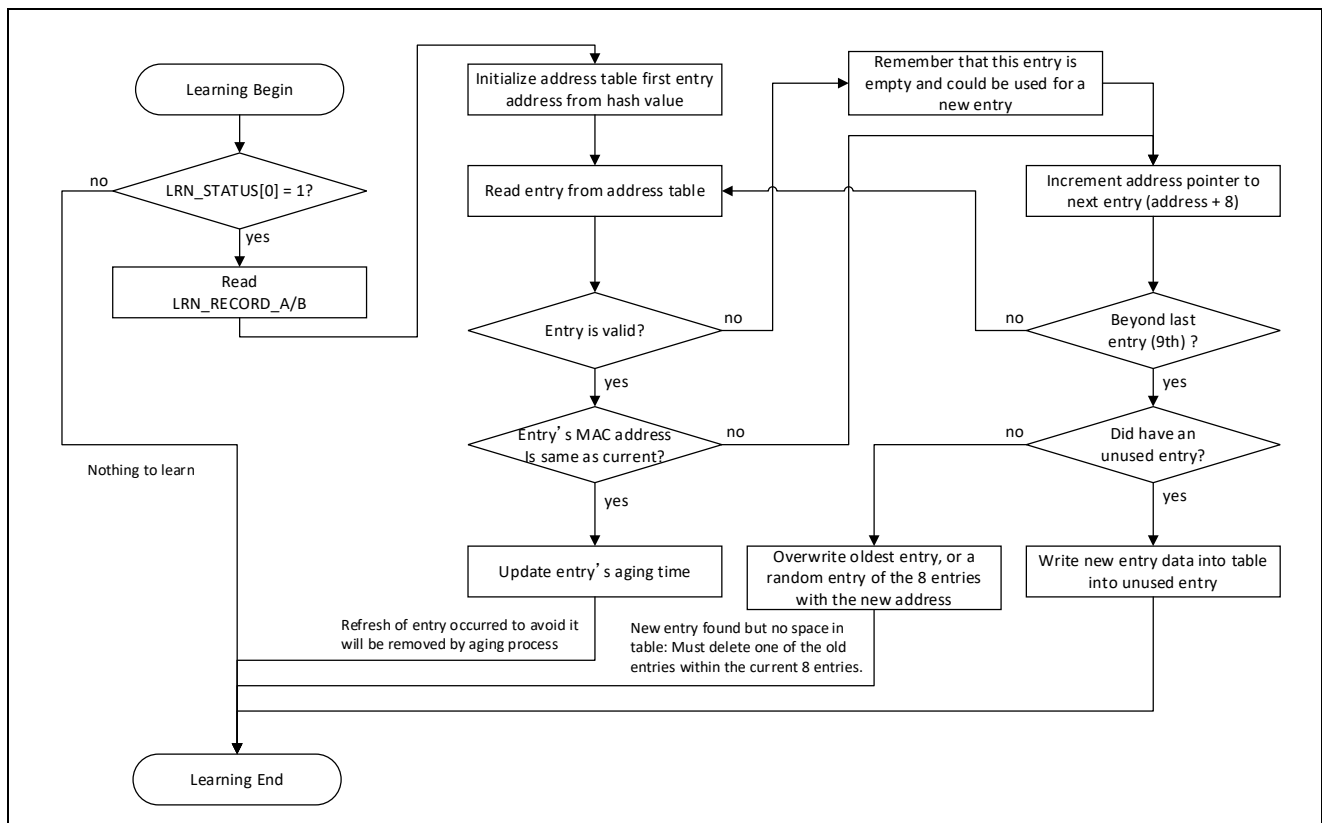 Learning Begin
LRN_STATUS[0] = 1?
no
yes
Read
LRN_RECORD_A/B
Nothing to learn
Initialize address table first entry
address from hash value
Read entry from address table
Entry is valid?
no
yes
Entry's MAC address
Is same as current?
no
yes
Update entry's aging time
Refresh of entry occurred to avoid it
will be removed by aging process
Remember that this entry is
empty and could be used for a
new entry
Increment address pointer to
next entry (address + 8)
Beyond last
entry (9th) ?
no
yes
Did have an
unused entry?
no
yes
Overwrite oldest entry, or a
random entry of the 8 entries
with the new address
Write new entry data into table
into unused entry
New entry found but no space in
table: Must delete one of the old
entries within the current 8 entries.
Learning End